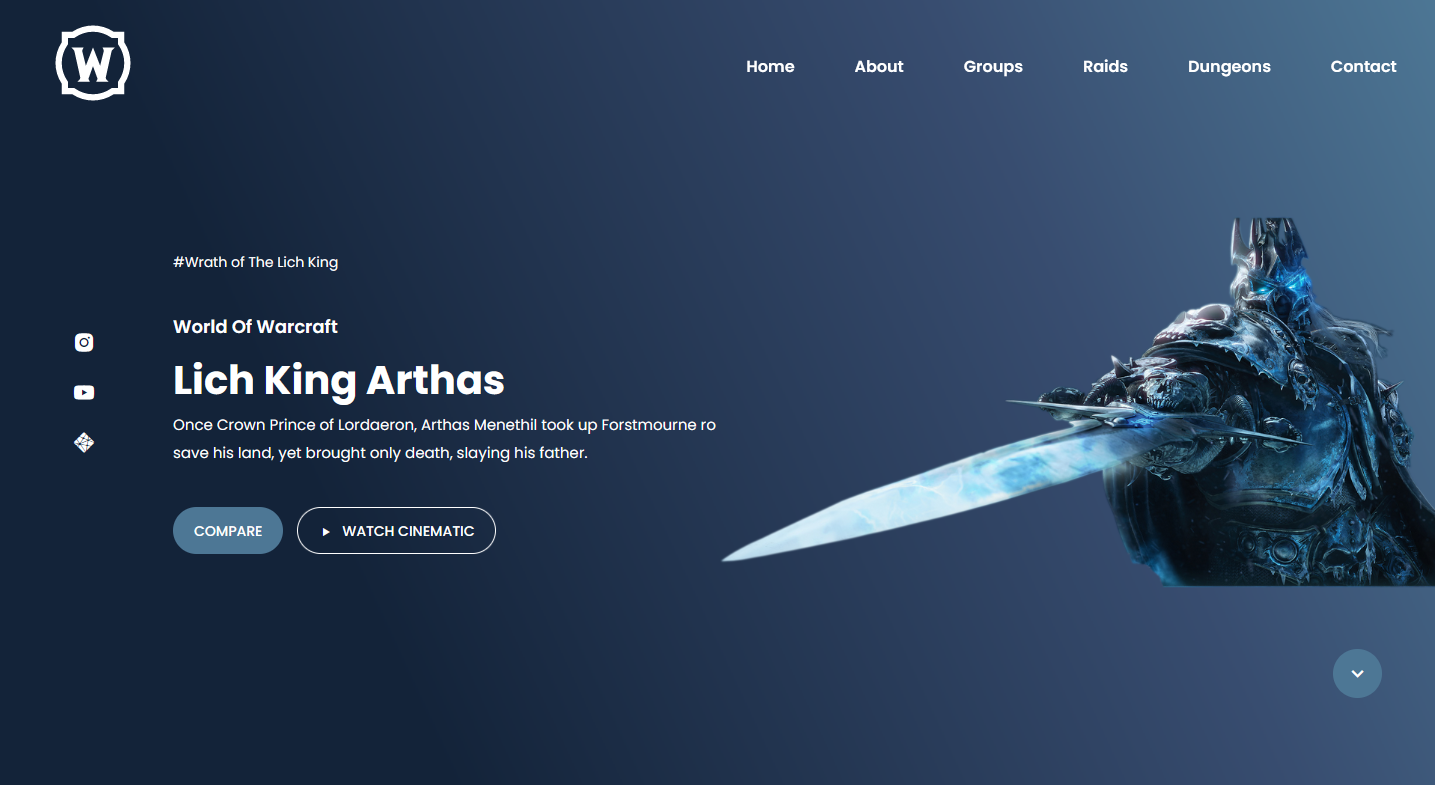 W
Home About Groups Raids Dungeons Contact
#Wrath of The Lich King
World Of Warcraft
Lich King Arthas
Once Crown Prince of Lordaeron, Arthas Menethil took up Forstmourne ro
save his land, yet brought only death, slaying his father.
COMPARE WATCH CINEMATIC